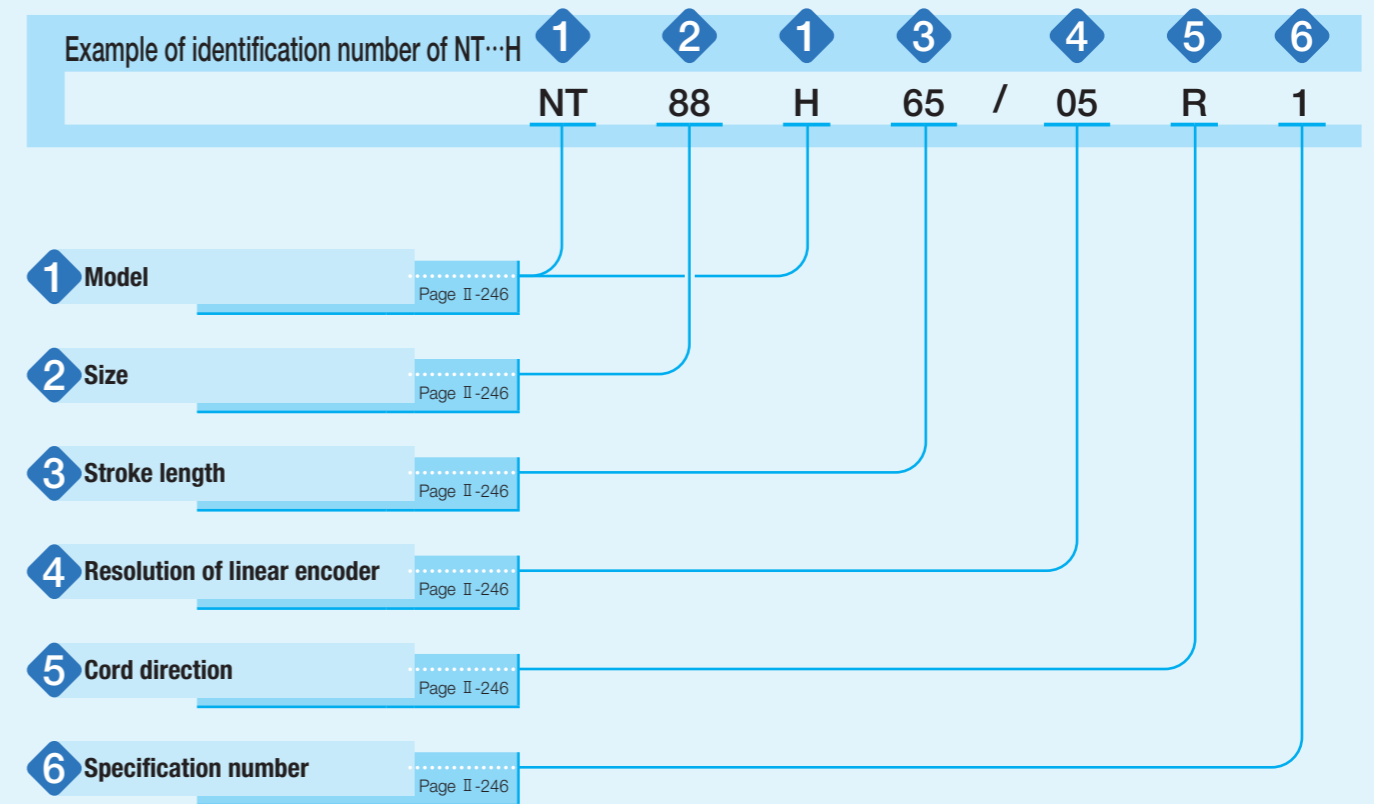 Example of identification number of NT…H 1 2 1 3 4 5 6
NT 88 H 65 / 05 R 1
1 Model Page Ⅱ-246
2 Size Page Ⅱ-246
3 Stroke length Page Ⅱ-246
4 Resolution of linear encoder Page Ⅱ-246
5 Cord direction Page Ⅱ-246
6 Specification number Page Ⅱ-246